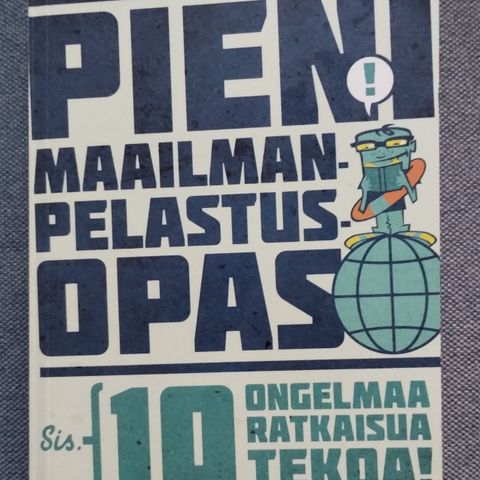 PIENI
!
MAAILMAN-
PELASTUS-
OPAS
Sis. 10 ONGELMAA
RATKAISUA
TEKOA!